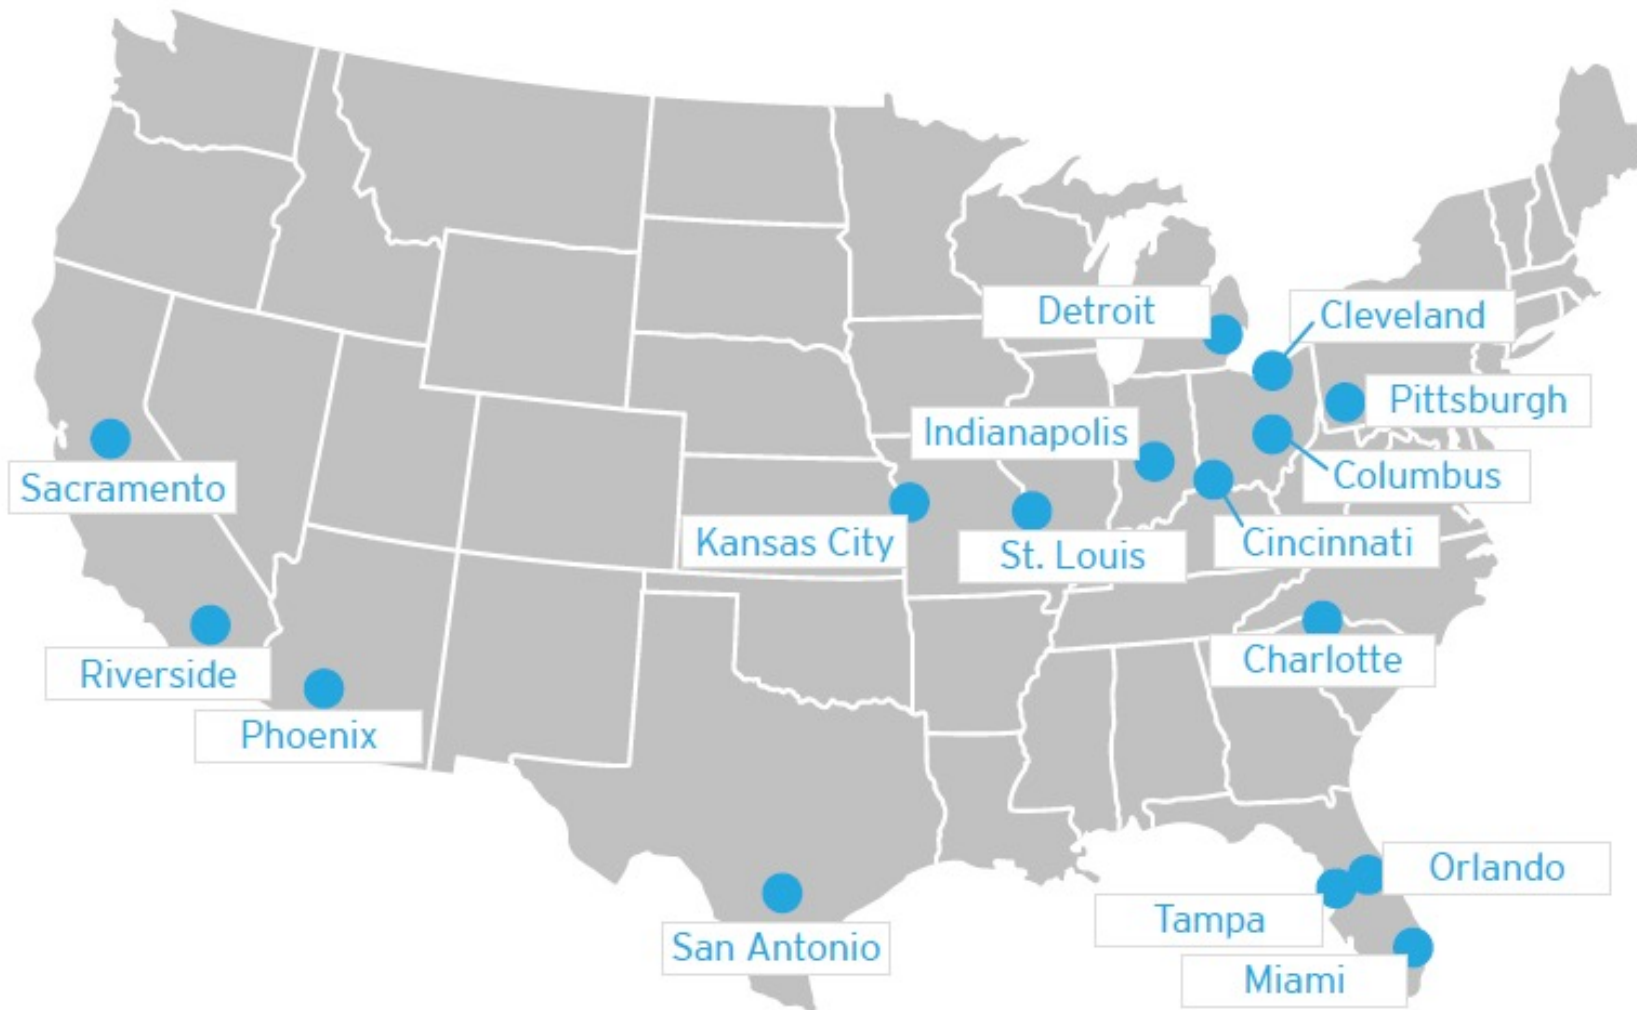 Detroit
Cleveland
Pittsburgh
Indianapolis
Columbus
Sacramento
Kansas City
St. Louis
Cincinnati
Riverside
Charlotte
Phoenix
Orlando
Tampa
San Antonio
Miami